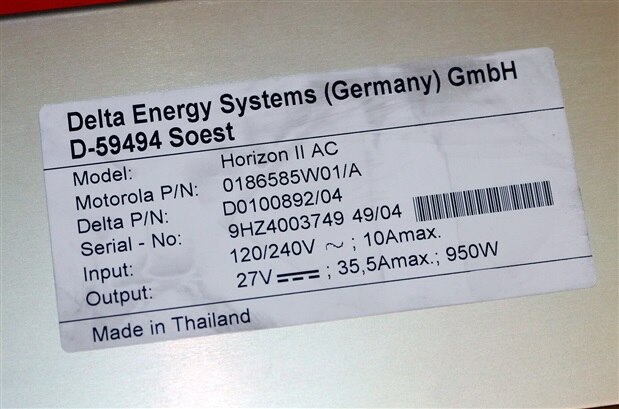 Delta Energy Systems (Germany) GmbH
D-59494 Soest
Model: Horizon II AC
Motorola P/N: 0186585W01/A
Delta P/N: D0100892/04
Serial - No: 9HZ4003749 49/04
Input: 120/240V ~ ; 10Amax.
Output: 27V ⎓ ; 35,5Amax.; 950W
Made in Thailand